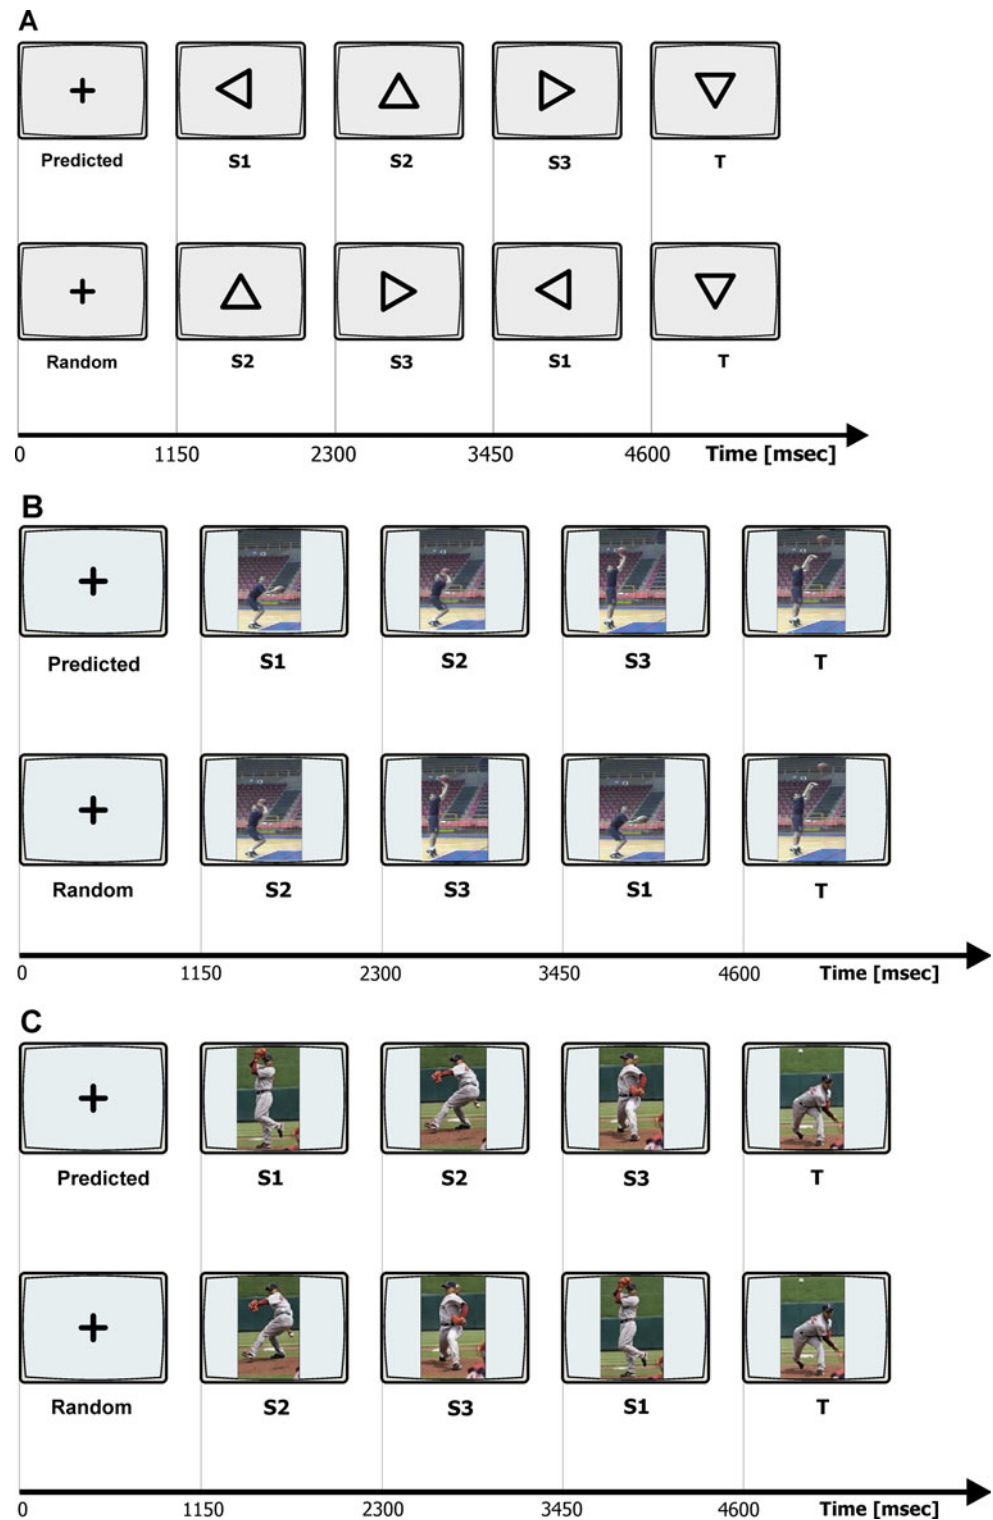 A
Predicted S1 S2 S3 T
Random S2 S3 S1 T
0 1150 2300 3450 4600 Time [msec]
B
Predicted S1 S2 S3 T
Random S2 S3 S1 T
0 1150 2300 3450 4600 Time [msec]
C
Predicted S1 S2 S3 T
Random S2 S3 S1 T
0 1150 2300 3450 4600 Time [msec]